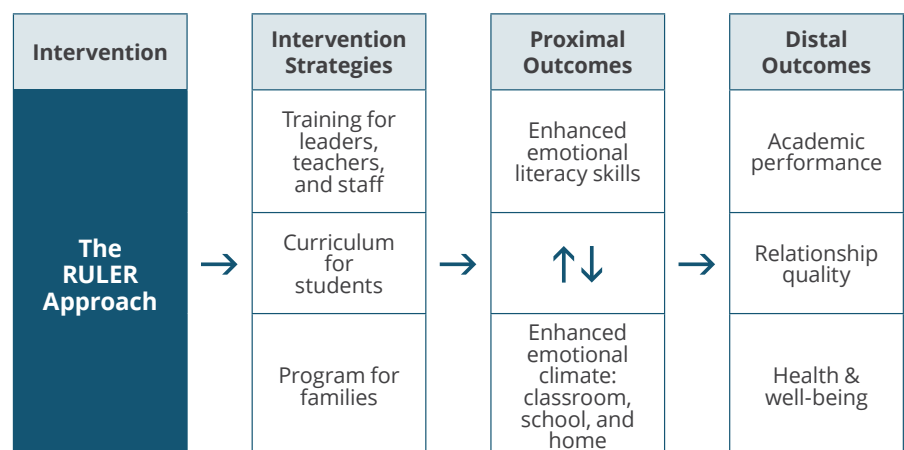 Intervention
The
RULER
Approach
→
Intervention
Strategies
Training for
leaders,
teachers,
and staff
Curriculum
for
students
Program for
families
→
Proximal
Outcomes
Enhanced
emotional
literacy skills
↑↓
Enhanced
emotional
climate:
classroom,
school, and
home
→
Distal
Outcomes
Academic
performance
Relationship
quality
Health &
well-being